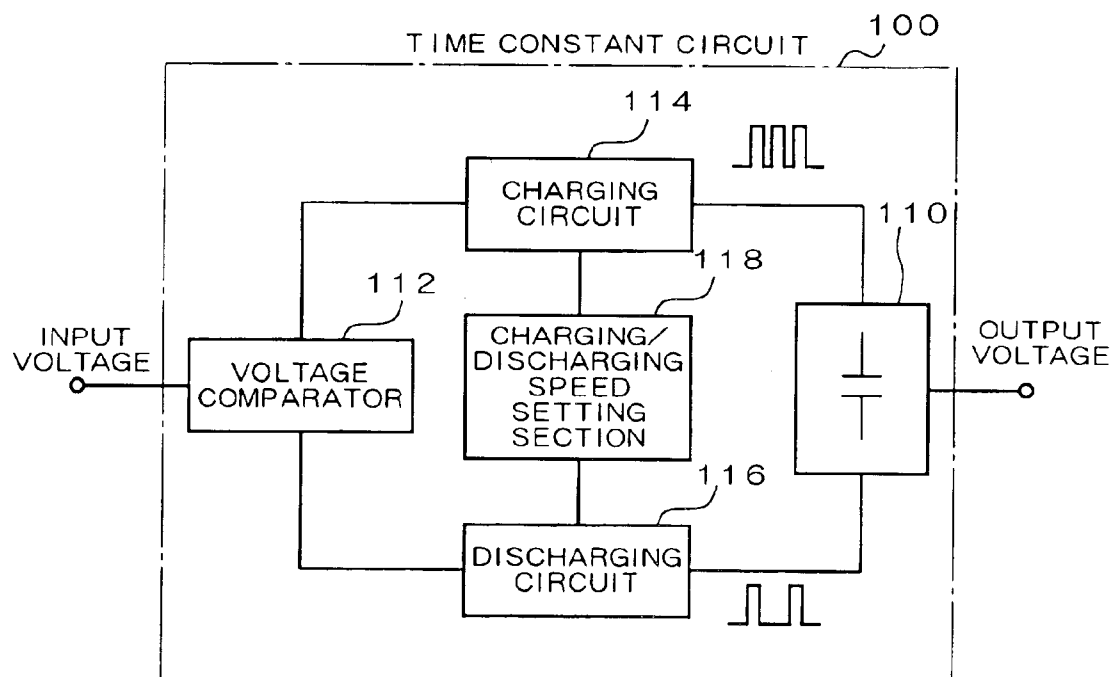 TIME CONSTANT CIRCUIT
100
114
CHARGING
CIRCUIT
110
118
112
INPUT
VOLTAGE
VOLTAGE
COMPARATOR
CHARGING/
DISCHARGING
SPEED
SETTING
SECTION
OUTPUT
VOLTAGE
116
DISCHARGING
CIRCUIT